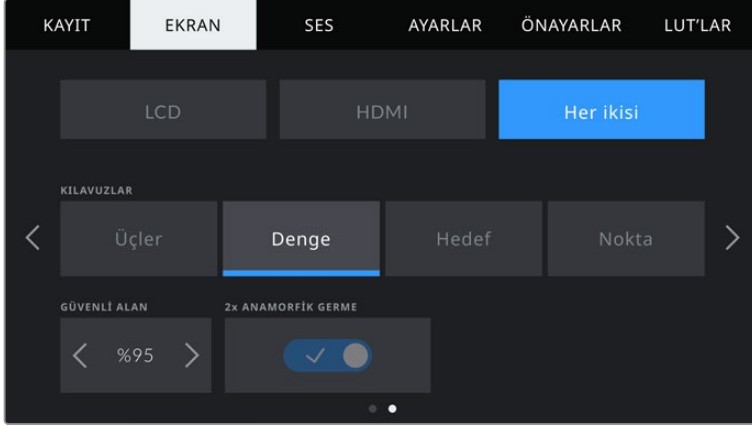 KAYIT EKRAN SES AYARLAR ÖNAYARLAR LUT'LAR
LCD HDMI Her ikisi
KILAVUZLAR
Üçler Denge Hedef Nokta
GÜVENLİ ALAN 2x ANAMORFİK GERME
%95